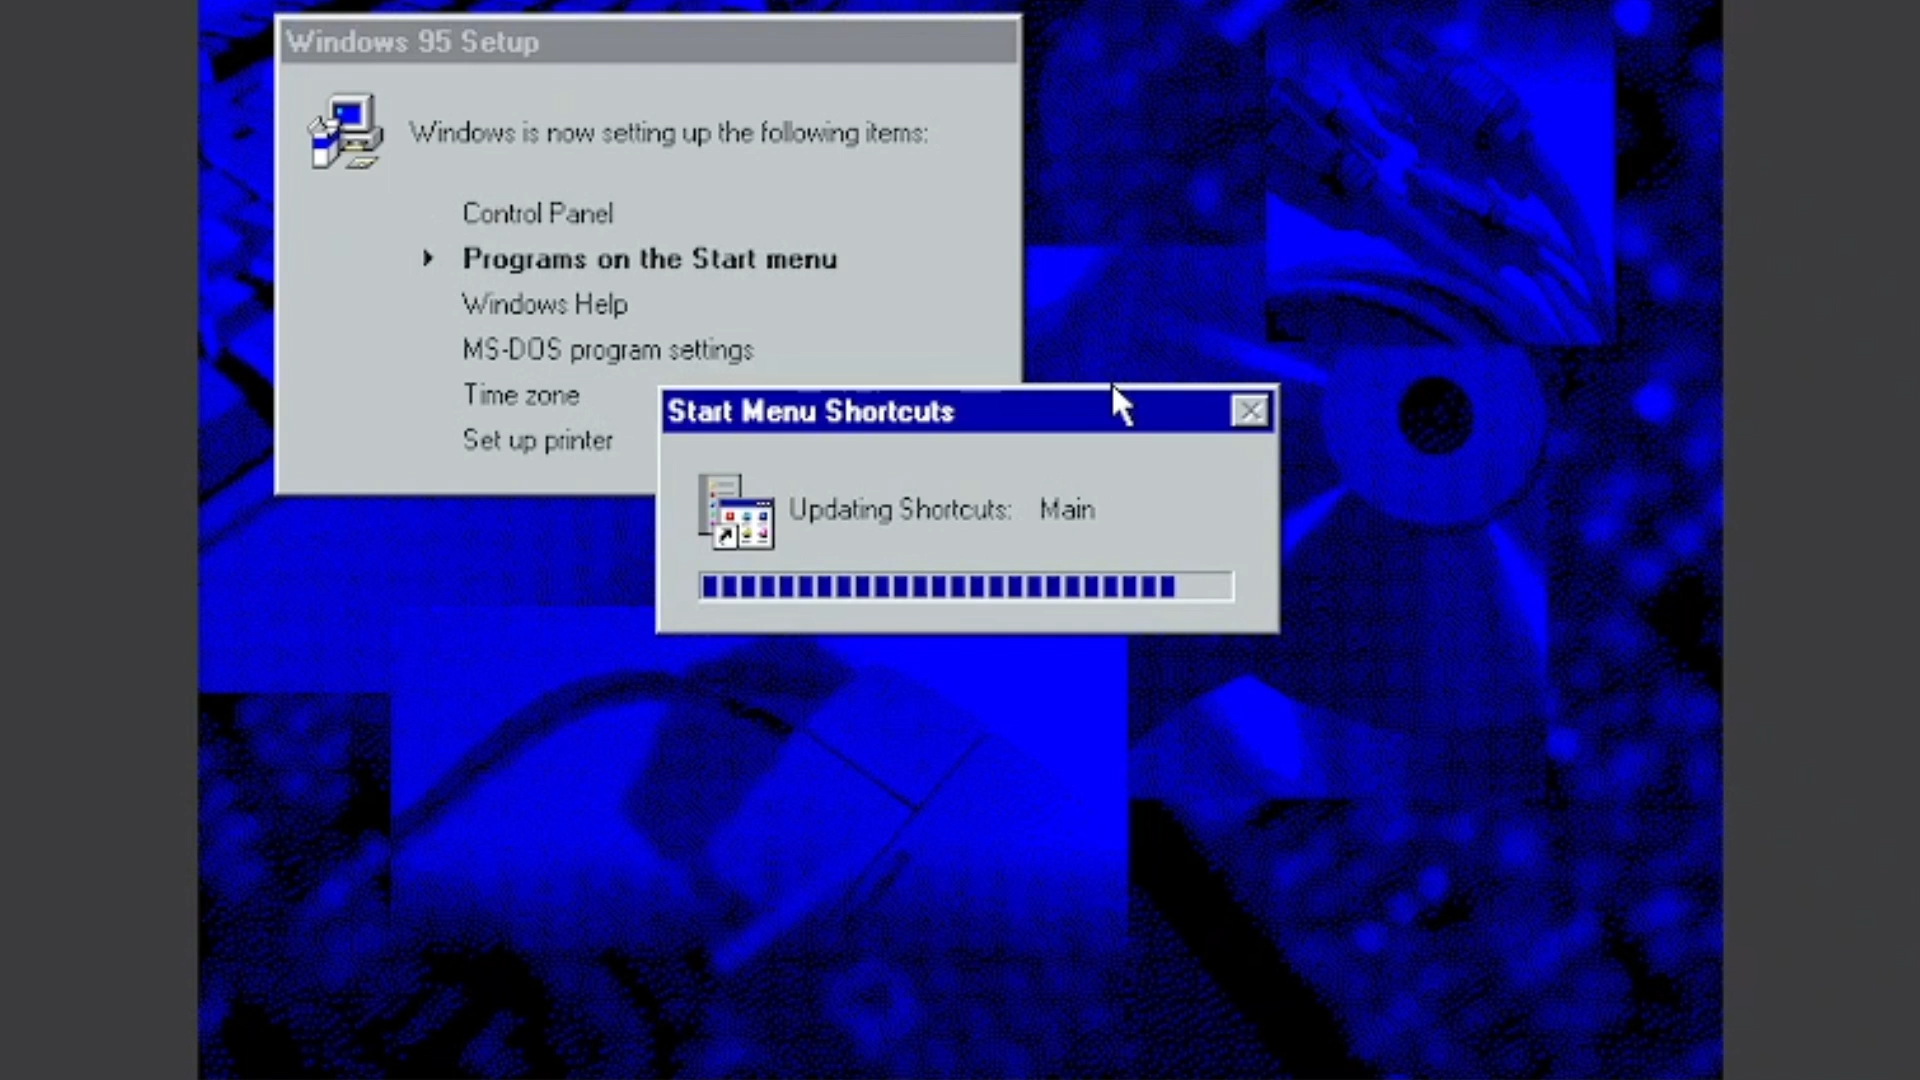 Windows 95 Setup
Windows is now setting up the following items:
Control Panel
Programs on the Start menu
Windows Help
MS-DOS program settings
Time zone
Set up printer
Start Menu Shortcuts
Updating Shortcuts: Main